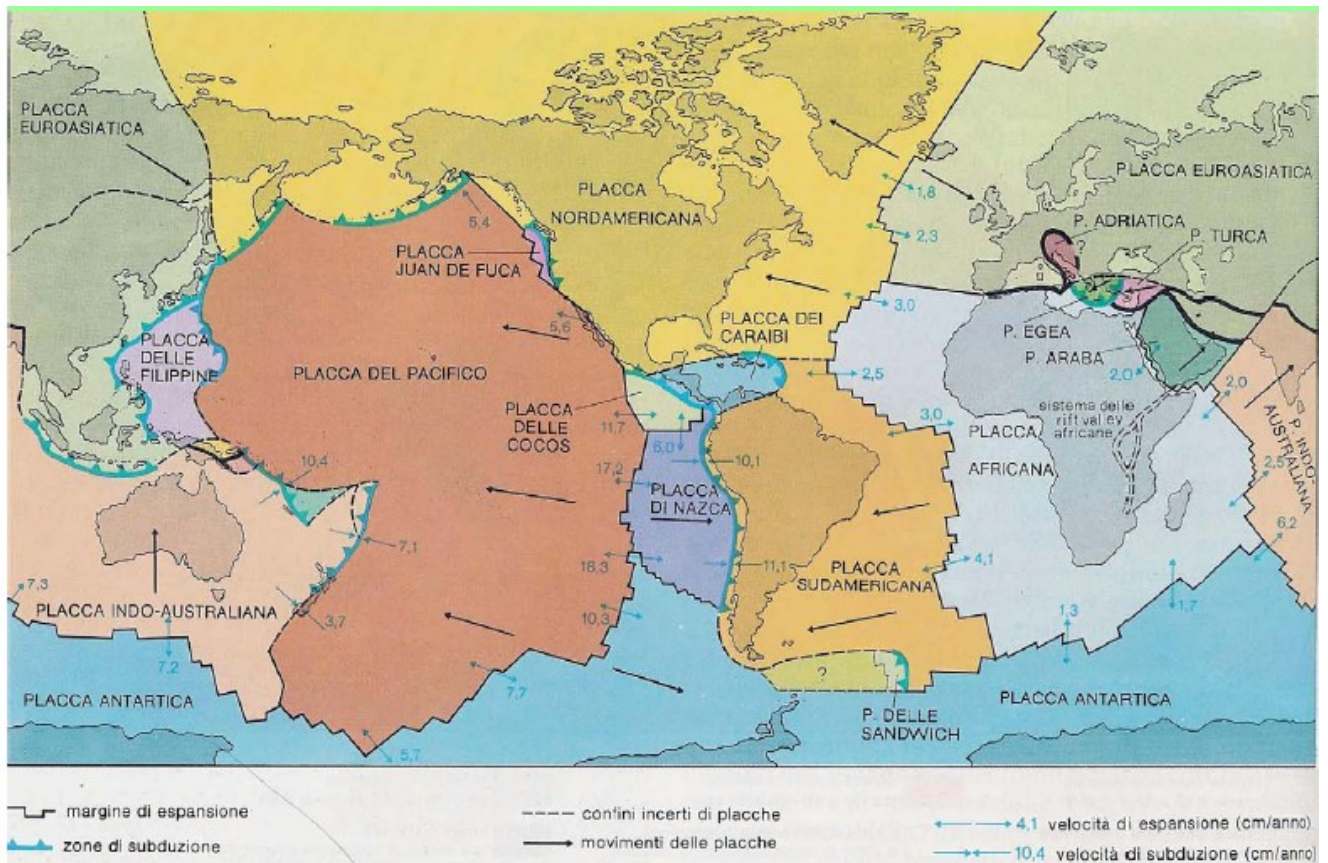 PLACCA
EUROASIATICA
PLACCA
NORDAMERICANA
PLACCA EUROASIATICA
P. ADRIATICA
?
P. TURCA
5,4
PLACCA
JUAN DE FUCA
1,8
2,3
3,0
5,6
PLACCA DEI
CARAIBI
P. EGEA
P. ARABA
PLACCA
DELLE
FILIPPINE
PLACCA DEL PACIFICO
PLACCA
DELLE
COCOS
2,5
2,0
2,0
sistema delle
rift valley
africane
11,7
6,0
3,0
PLACCA
AFRICANA
P. INDO-
AUSTRALIANA
10,4
17,2
10,1
PLACCA
DI NAZCA
2,5
7,1
6,2
18,3
11,1
PLACCA
SUDAMERICANA
4,1
7,3
PLACCA INDO-AUSTRALIANA
3,7
10,3
1,3
1,7
7,2
7,7
?
PLACCA ANTARTICA
P. DELLE
SANDWICH
PLACCA ANTARTICA
5,7
margine di espansione
zone di subduzione
confini incerti di placche
movimenti delle placche
4,1 velocità di espansione (cm/anno)
10,4 velocità di subduzione (cm/anno)